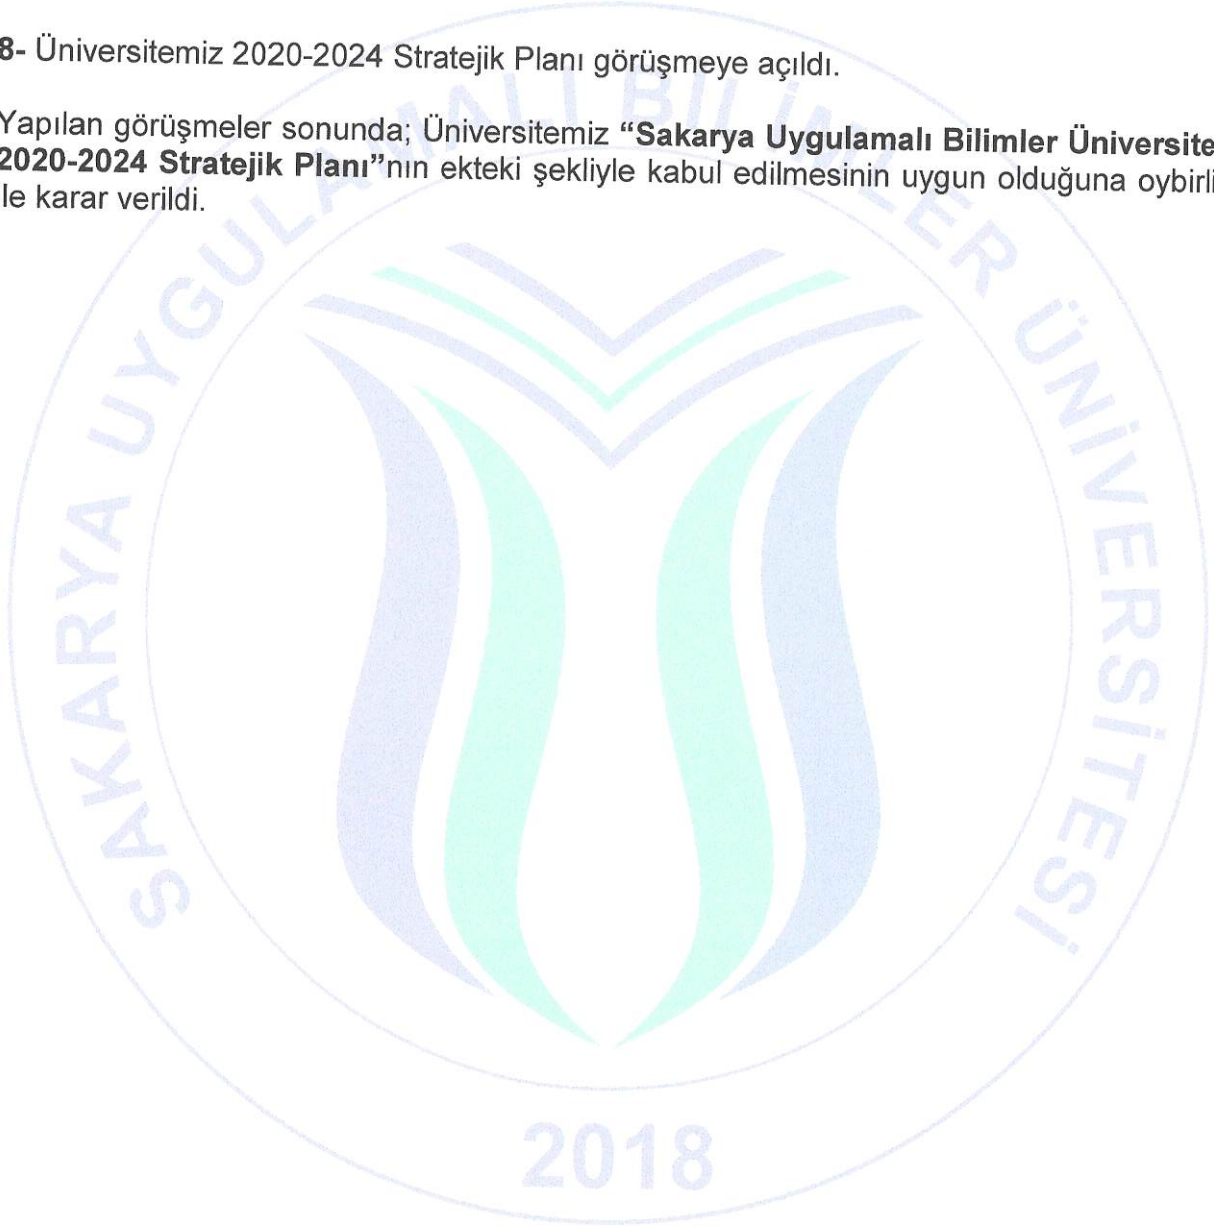 8- Üniversitemiz 2020-2024 Stratejik Planı görüşmeye açıldı.
Yapılan görüşmeler sonunda; Üniversitemiz “Sakarya Uygulamalı Bilimler Üniversite
2020-2024 Stratejik Planı”nın ekteki şekliyle kabul edilmesinin uygun olduğuna oybirli
le karar verildi.
SAKARYA UYGULAMALI BİLİMLER ÜNİVERSİTESİ
2018